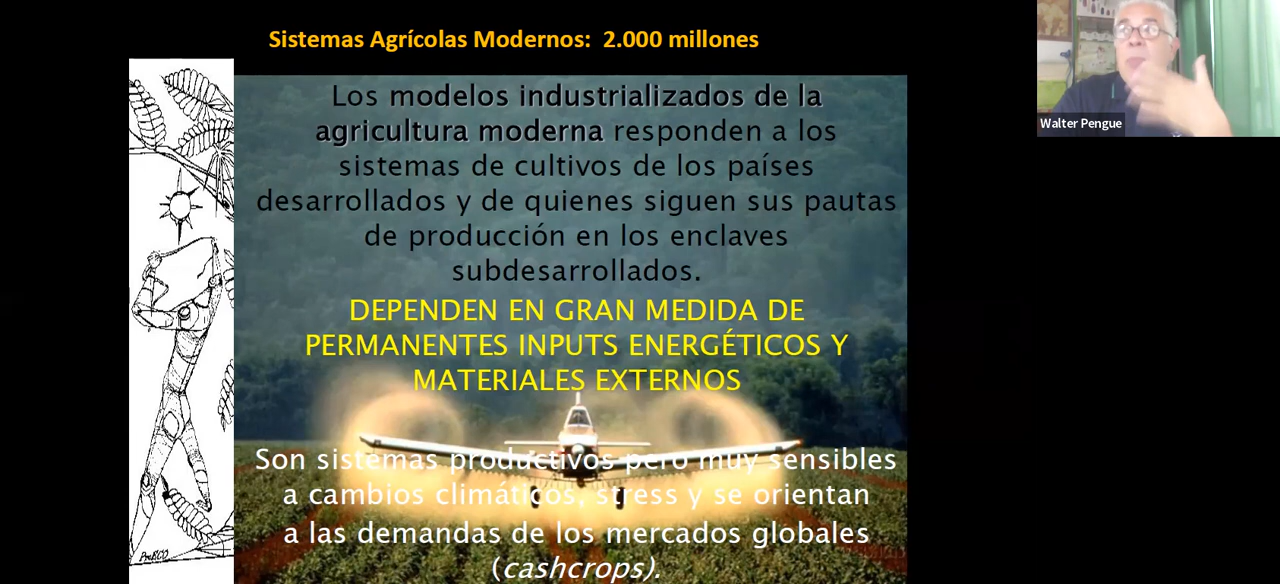 Sistemas Agrícolas Modernos: 2.000 millones
Walter Pengue
Los modelos industrializados de la
agricultura moderna responden a los
sistemas de cultivos de los países
desarrollados y de quienes siguen sus pautas
de producción en los enclaves
subdesarrollados.
DEPENDEN EN GRAN MEDIDA DE
PERMANENTES INPUTS ENERGÉTICOS Y
MATERIALES EXTERNOS
Son sistemas productivos pero muy sensibles
a cambios climáticos, stress y se orientan
a las demandas de los mercados globales
(cashcrops).